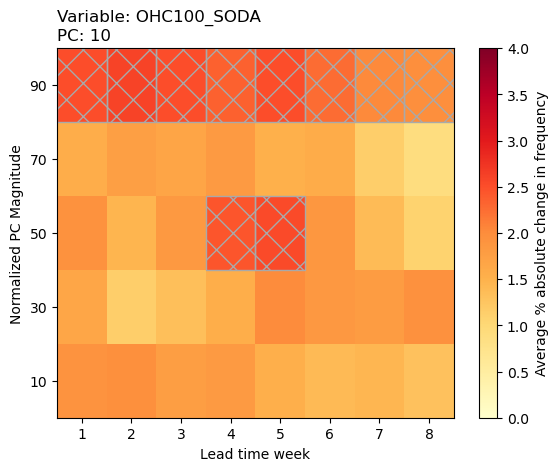 Variable: OHC100_SODA
PC: 10
Normalized PC Magnitude
90
70
50
30
10
1 2 3 4 5 6 7 8
Lead time week
4.0
3.5
3.0
2.5
2.0
1.5
1.0
0.5
0.0
Average % absolute change in frequency